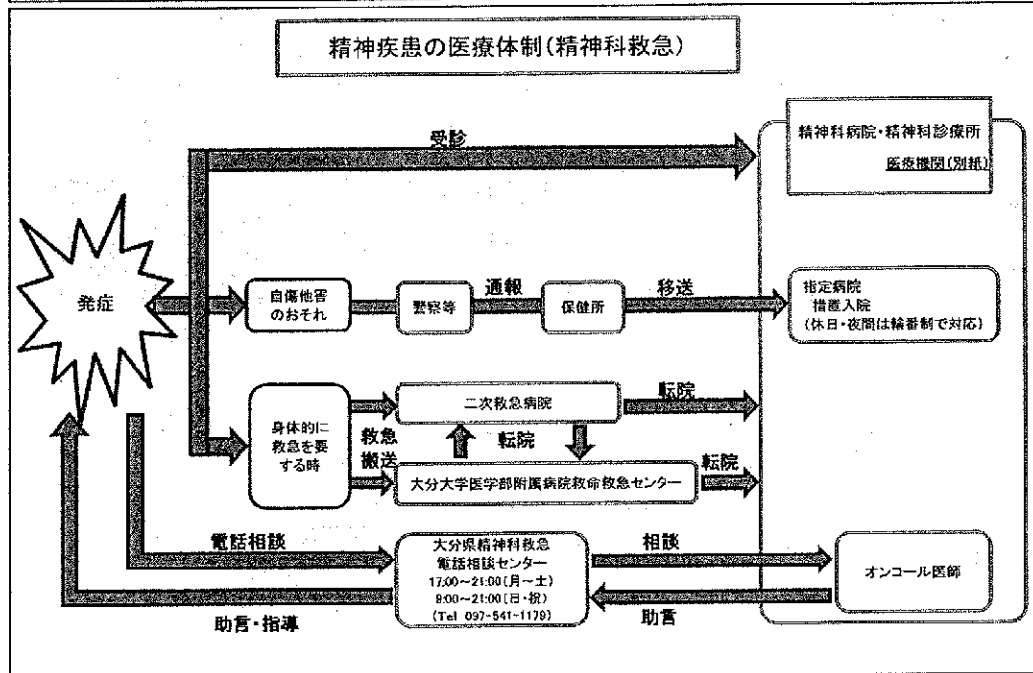 精神疾患の医療体制(精神科救急)
精神科病院・精神科診療所
医療機関(別紙)
受診
発症
自傷他害
のおそれ
警察等
通報
保健所
移送
指定病院
措置入院
(休日・夜間は輪番制で対応)
身体的に
救急を要
する時
救急
搬送
二次救急病院
転院
転院
大分大学医学部附属病院救命救急センター
転院
電話相談
大分県精神科救急
電話相談センター
17:00～21:00(月～土)
9:00～21:00(日・祝)
(Tel 097-541-1179)
相談
オンコール医師
助言
助言・指導